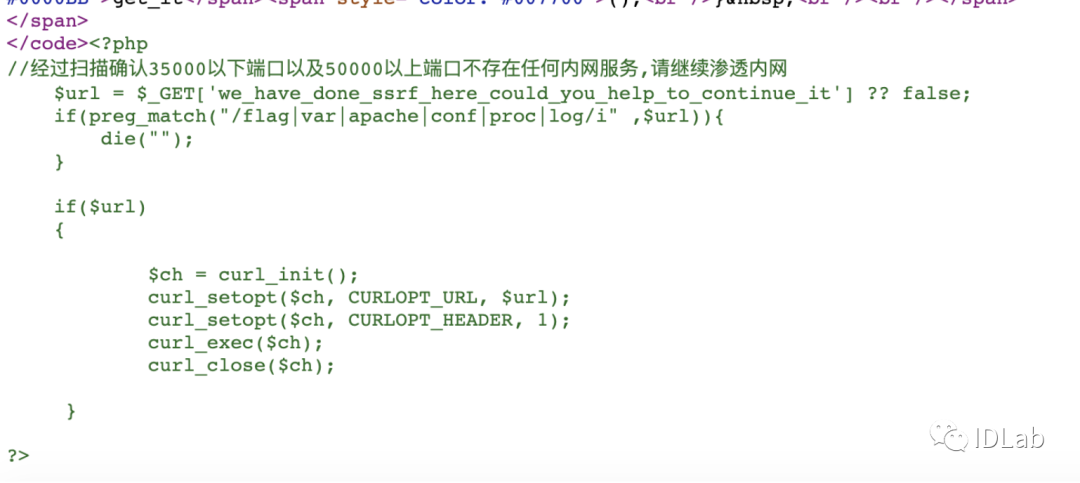 #0000BB">get_it</span><span style="color: #007700">();<br />}&nbsp;<br /><br /></span>
</span>
</code><?php
//经过扫描确认35000以下端口以及50000以上端口不存在任何内网服务,请继续渗透内网
    $url = $_GET['we_have_done_ssrf_here_could_you_help_to_continue_it'] ?? false;
    if(preg_match("/flag|var|apache|conf|proc|log/i" ,$url)){
        die("");
    }

    if($url)
    {

            $ch = curl_init();
            curl_setopt($ch, CURLOPT_URL, $url);
            curl_setopt($ch, CURLOPT_HEADER, 1);
            curl_exec($ch);
            curl_close($ch);

     }

?>
IDLab